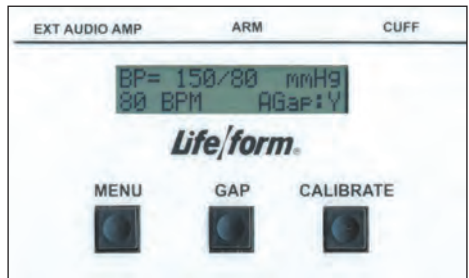 EXT AUDIO AMP ARM CUFF
BP= 150/80 mmHg
80 BPM AGap:Y
Life/form®
MENU GAP CALIBRATE